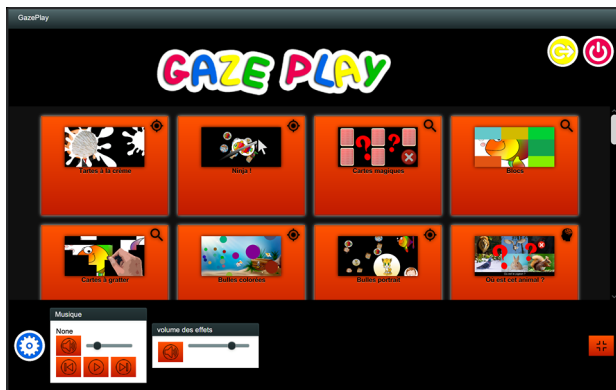 GazePlay
GAZE PLAY
Tartes à la crème
Ninja !
Cartes magiques
Blocs
Cartes à gratter
Bulles colorées
Bulles portrait
Où est cet animal ?
Musique
None
volume des effets